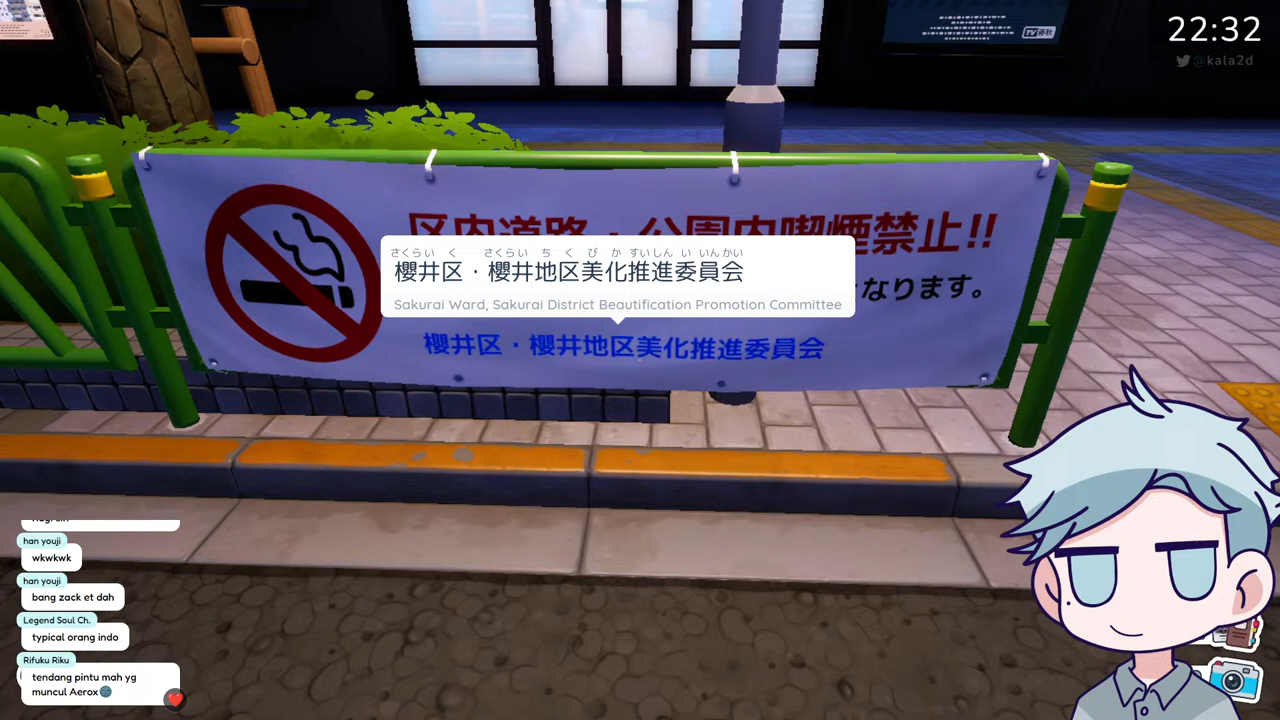 22:32
@kala2d
TV
区内道路・公園内喫煙禁止!!
なります。
さくらい く さくらい ち く び か すいしん い いんかい
櫻井区・櫻井地区美化推進委員会
Sakurai Ward, Sakurai District Beautification Promotion Committee
櫻井区・櫻井地区美化推進委員会
han youji
wkwkwk
han youji
bang zack et dah
Legend Soul Ch.
typical orang indo
Rifuku Riku
tendang pintu mah yg
muncul Aerox